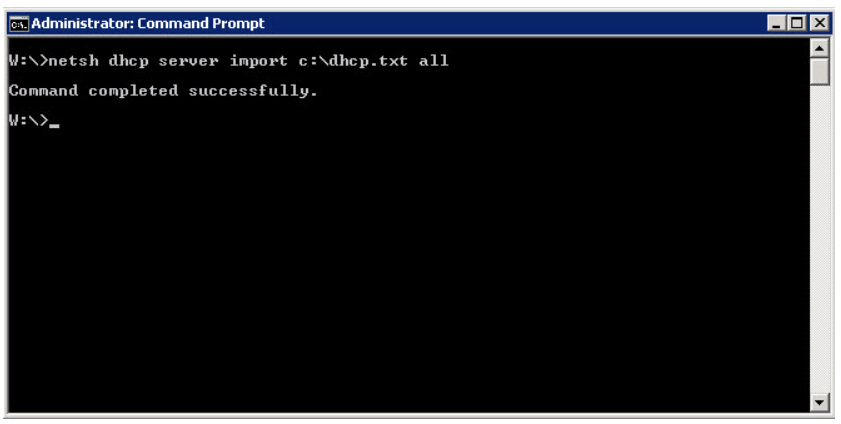 Administrator: Command Prompt
W:\>netsh dhcp server import c:\dhcp.txt all
Command completed successfully.
W:\>_